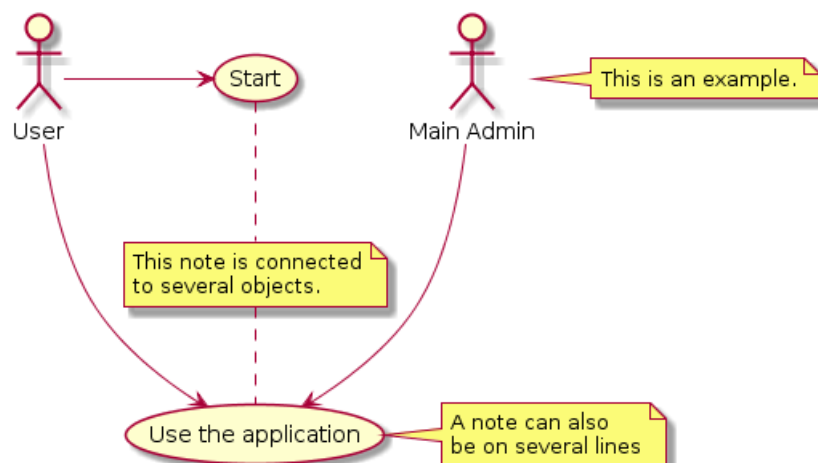 Start
This is an example.
User
Main Admin
This note is connected
to several objects.
Use the application
A note can also
be on several lines